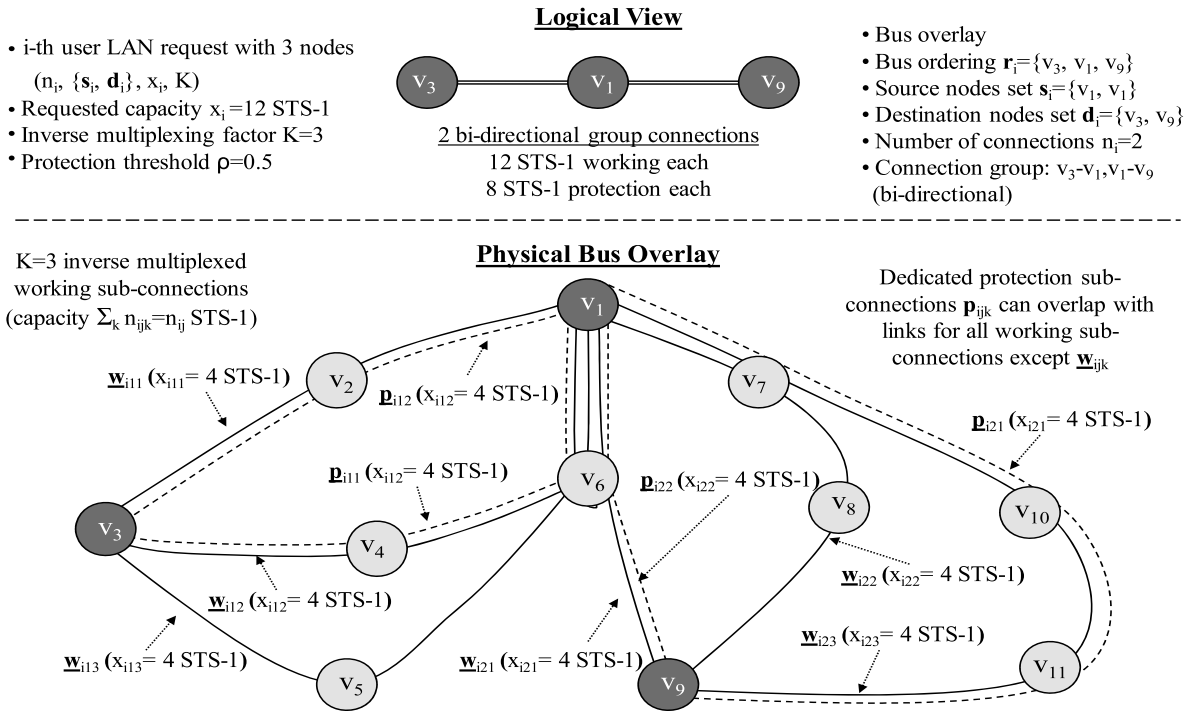 Logical View
• i-th user LAN request with 3 nodes
(nᵢ, {sᵢ, dᵢ}, xᵢ, K)
• Requested capacity xᵢ =12 STS-1
• Inverse multiplexing factor K=3
• Protection threshold ρ=0.5
v₃
v₁
v₉
2 bi-directional group connections
12 STS-1 working each
8 STS-1 protection each
• Bus overlay
• Bus ordering rᵢ={v₃, v₁, v₉}
• Source nodes set sᵢ={v₁, v₁}
• Destination nodes set dᵢ={v₃, v₉}
• Number of connections nᵢ=2
• Connection group: v₃-v₁,v₁-v₉
(bi-directional)
Physical Bus Overlay
K=3 inverse multiplexed
working sub-connections
(capacity Σₖ nᵢⱼₖ=nᵢⱼ STS-1)
Dedicated protection sub-
connections pᵢⱼₖ can overlap with
links for all working sub-
connections except wᵢⱼₖ
v₁
wᵢ₁₁ (xᵢ₁₁= 4 STS-1)
v₂
pᵢ₁₂ (xᵢ₁₂= 4 STS-1)
v₇
pᵢ₂₁ (xᵢ₂₁= 4 STS-1)
pᵢ₁₁ (xᵢ₁₂= 4 STS-1)
v₆
pᵢ₂₂ (xᵢ₂₂= 4 STS-1)
v₈
v₁₀
v₃
v₄
wᵢ₁₂ (xᵢ₁₂= 4 STS-1)
wᵢ₂₂ (xᵢ₂₂= 4 STS-1)
wᵢ₂₃ (xᵢ₂₃= 4 STS-1)
wᵢ₁₃ (xᵢ₁₃= 4 STS-1)
v₅
wᵢ₂₁ (xᵢ₂₁= 4 STS-1)
v₉
v₁₁